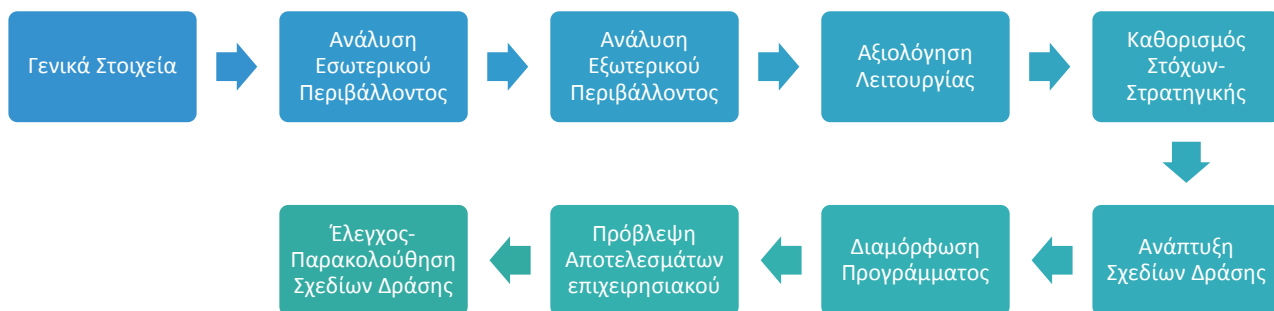 Γενικά Στοιχεία
Ανάλυση
Εσωτερικού
Περιβάλλοντος
Ανάλυση
Εξωτερικού
Περιβάλλοντος
Αξιολόγηση
Λειτουργίας
Καθορισμός
Στόχων-
Στρατηγικής
Ανάπτυξη
Σχεδίων Δράσης
Διαμόρφωση
Προγράμματος
Πρόβλεψη
Αποτελεσμάτων
επιχειρησιακού
Έλεγχος-
Παρακολούθηση
Σχεδίων Δράσης